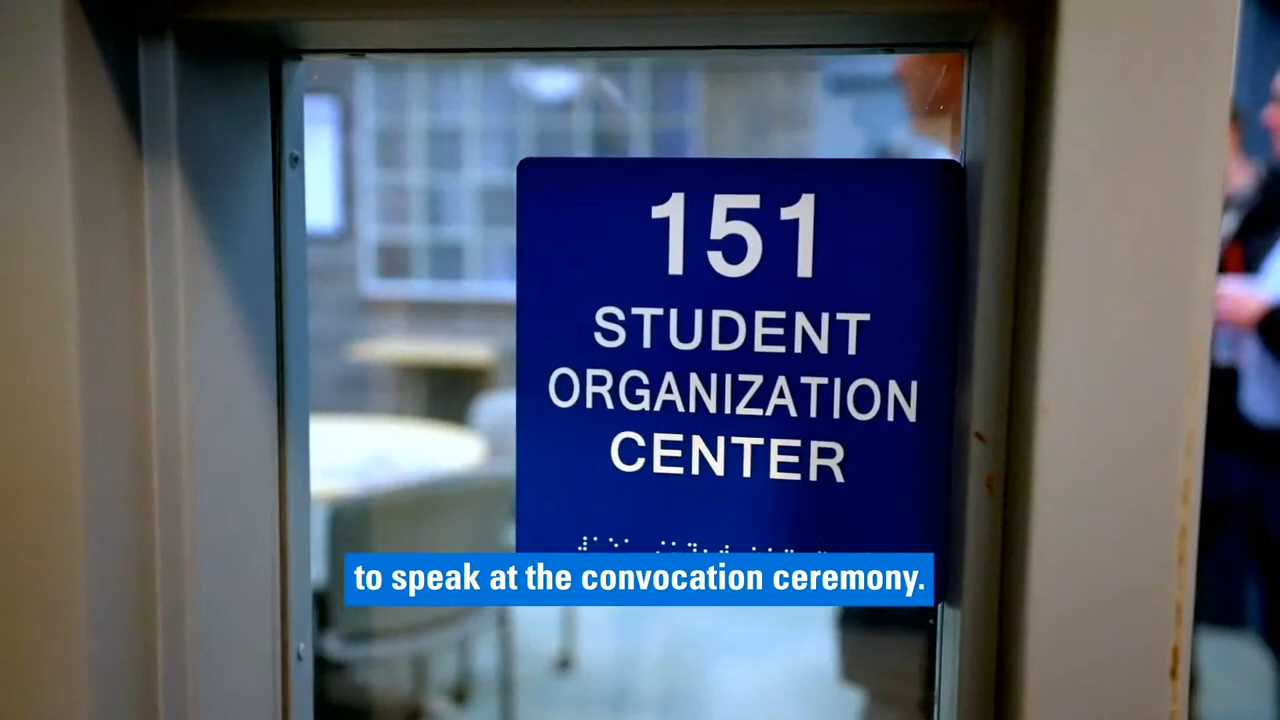 151
STUDENT
ORGANIZATION
CENTER
to speak at the convocation ceremony.